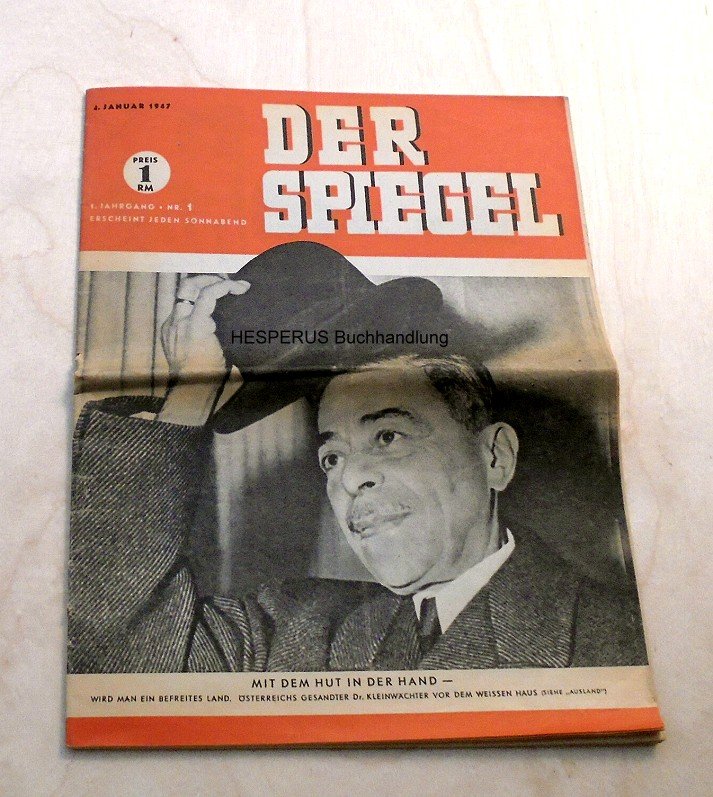 4. JANUAR 1947
DER
SPIEGEL
PREIS
1
RM
1. JAHRGANG • NR. 1
ERSCHEINT JEDEN SONNABEND
HESPERUS Buchhandlung
MIT DEM HUT IN DER HAND —
WIRD MAN EIN BEFREITES LAND. ÖSTERREICHS GESANDTER Dr. KLEINWÄCHTER VOR DEM WEISSEN HAUS (SIEHE „AUSLAND")